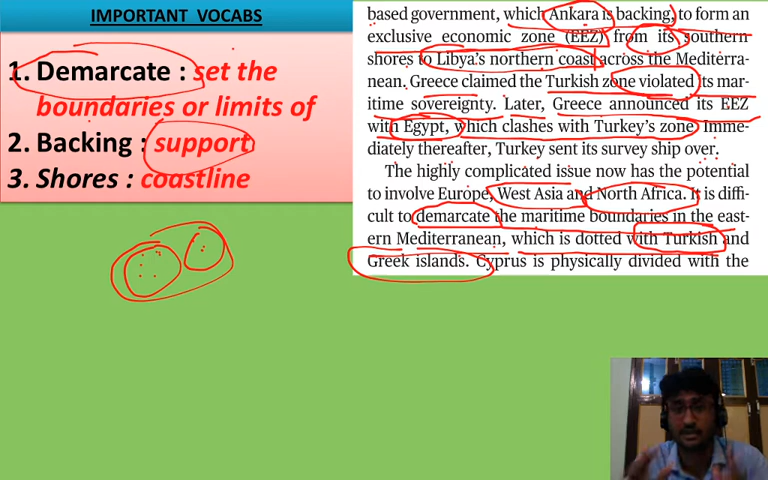 IMPORTANT VOCABS
1. Demarcate : set the
boundaries or limits of
2. Backing : support
3. Shores : coastline
based government, which Ankara is backing, to form an
exclusive economic zone (EEZ) from its southern
shores to Libya's northern coast across the Mediterra-
nean. Greece claimed the Turkish zone violated its mar-
itime sovereignty. Later, Greece announced its EEZ
with Egypt, which clashes with Turkey's zone. Imme-
diately thereafter, Turkey sent its survey ship over.
The highly complicated issue now has the potential
to involve Europe, West Asia and North Africa. It is diffi-
cult to demarcate the maritime boundaries in the east-
ern Mediterranean, which is dotted with Turkish and
Greek islands. Cyprus is physically divided with the